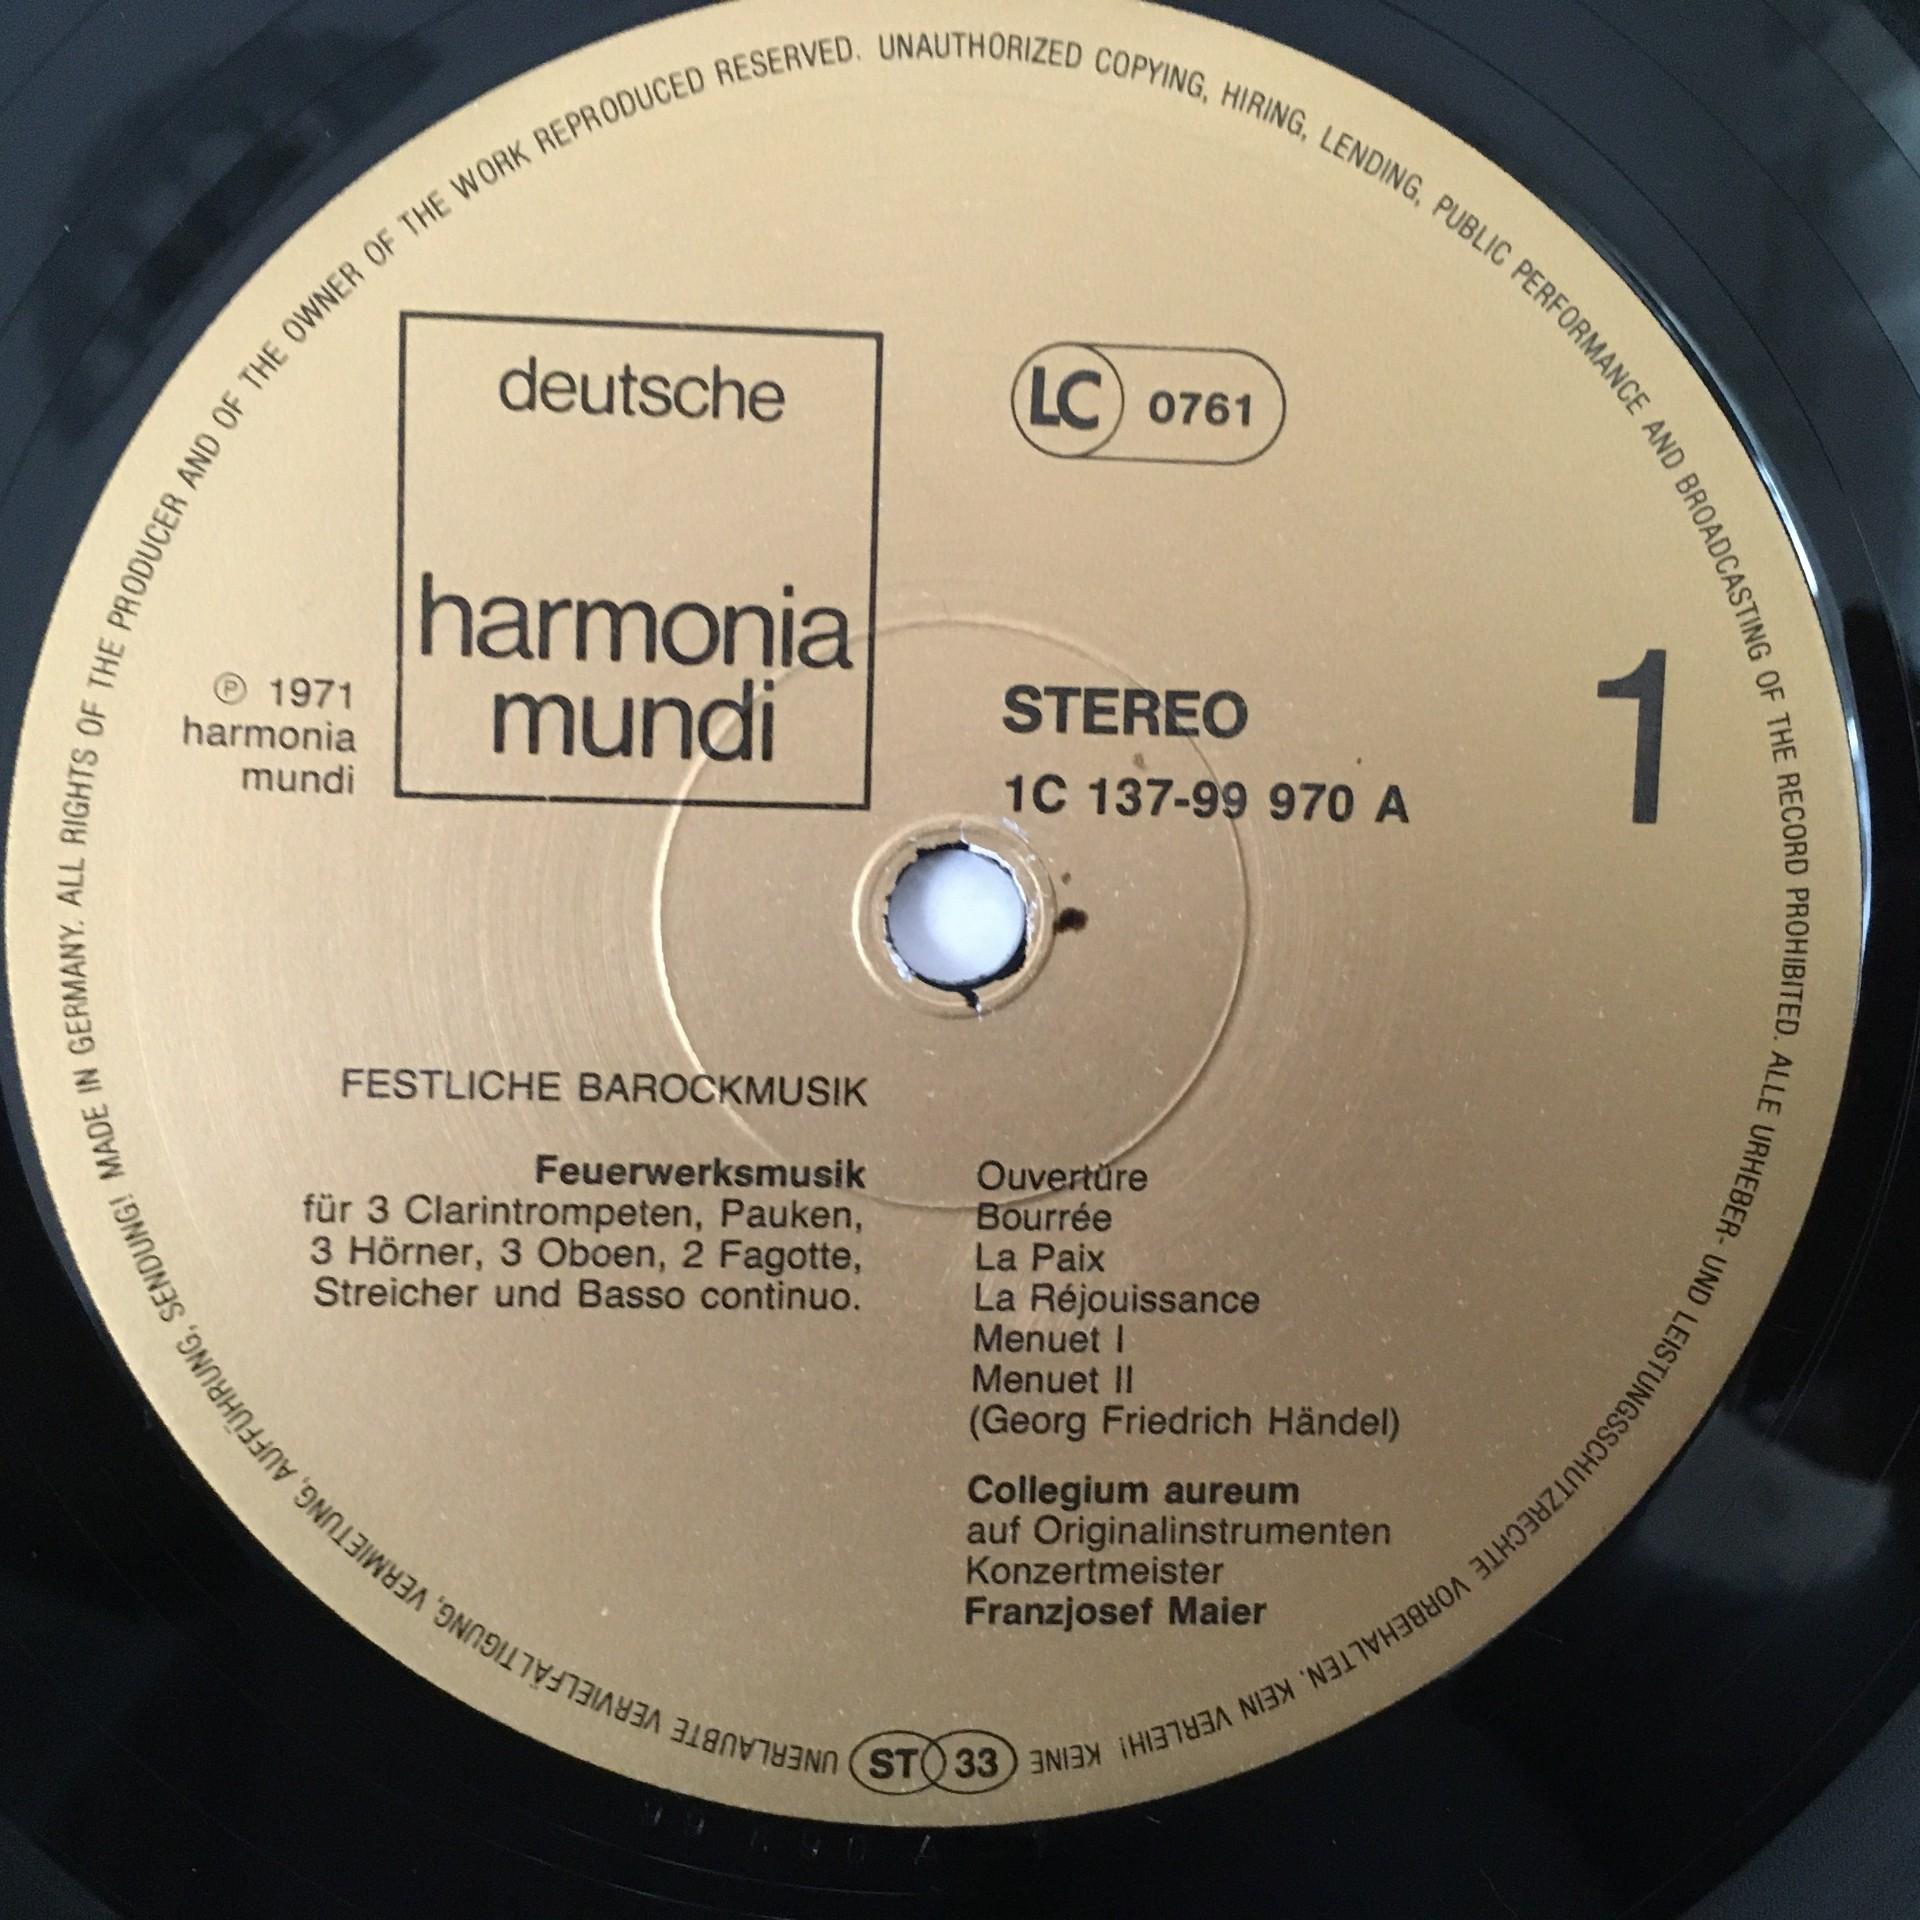 MADE IN GERMANY. ALL RIGHTS OF THE PRODUCER AND OF THE OWNER OF THE WORK REPRODUCED RESERVED. UNAUTHORIZED COPYING, HIRING, LENDING, PUBLIC PERFORMANCE AND BROADCASTING OF THE RECORD PROHIBITED. ALLE URHEBER- UND LEISTUNGSSCHUTZRECHTE VORBEHALTEN. KEIN VERLEIH! KEINE UNERLAUBTE VERVIELFÄLTIGUNG, VERMIETUNG, AUFFÜHRUNG, SENDUNG!
deutsche
harmonia
mundi
LC 0761
℗ 1971
harmonia
mundi
STEREO
1C 137-99 970 A
1
FESTLICHE BAROCKMUSIK
Feuerwerksmusik
für 3 Clarintrompeten, Pauken,
3 Hörner, 3 Oboen, 2 Fagotte,
Streicher und Basso continuo.
Ouvertüre
Bourrée
La Paix
La Réjouissance
Menuet I
Menuet II
(Georg Friedrich Händel)
Collegium aureum
auf Originalinstrumenten
Konzertmeister
Franzjosef Maier
ST 33